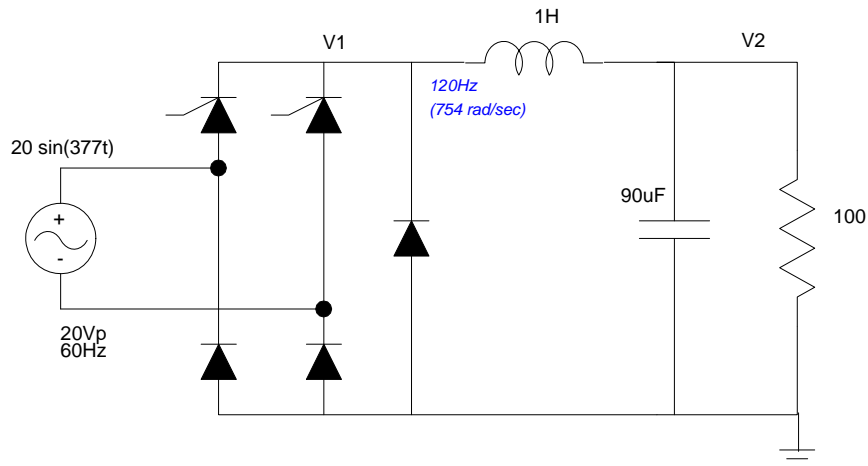 1H
V1
V2
120Hz
(754 rad/sec)
20 sin(377t)
90uF
100
+
-
20Vp
60Hz